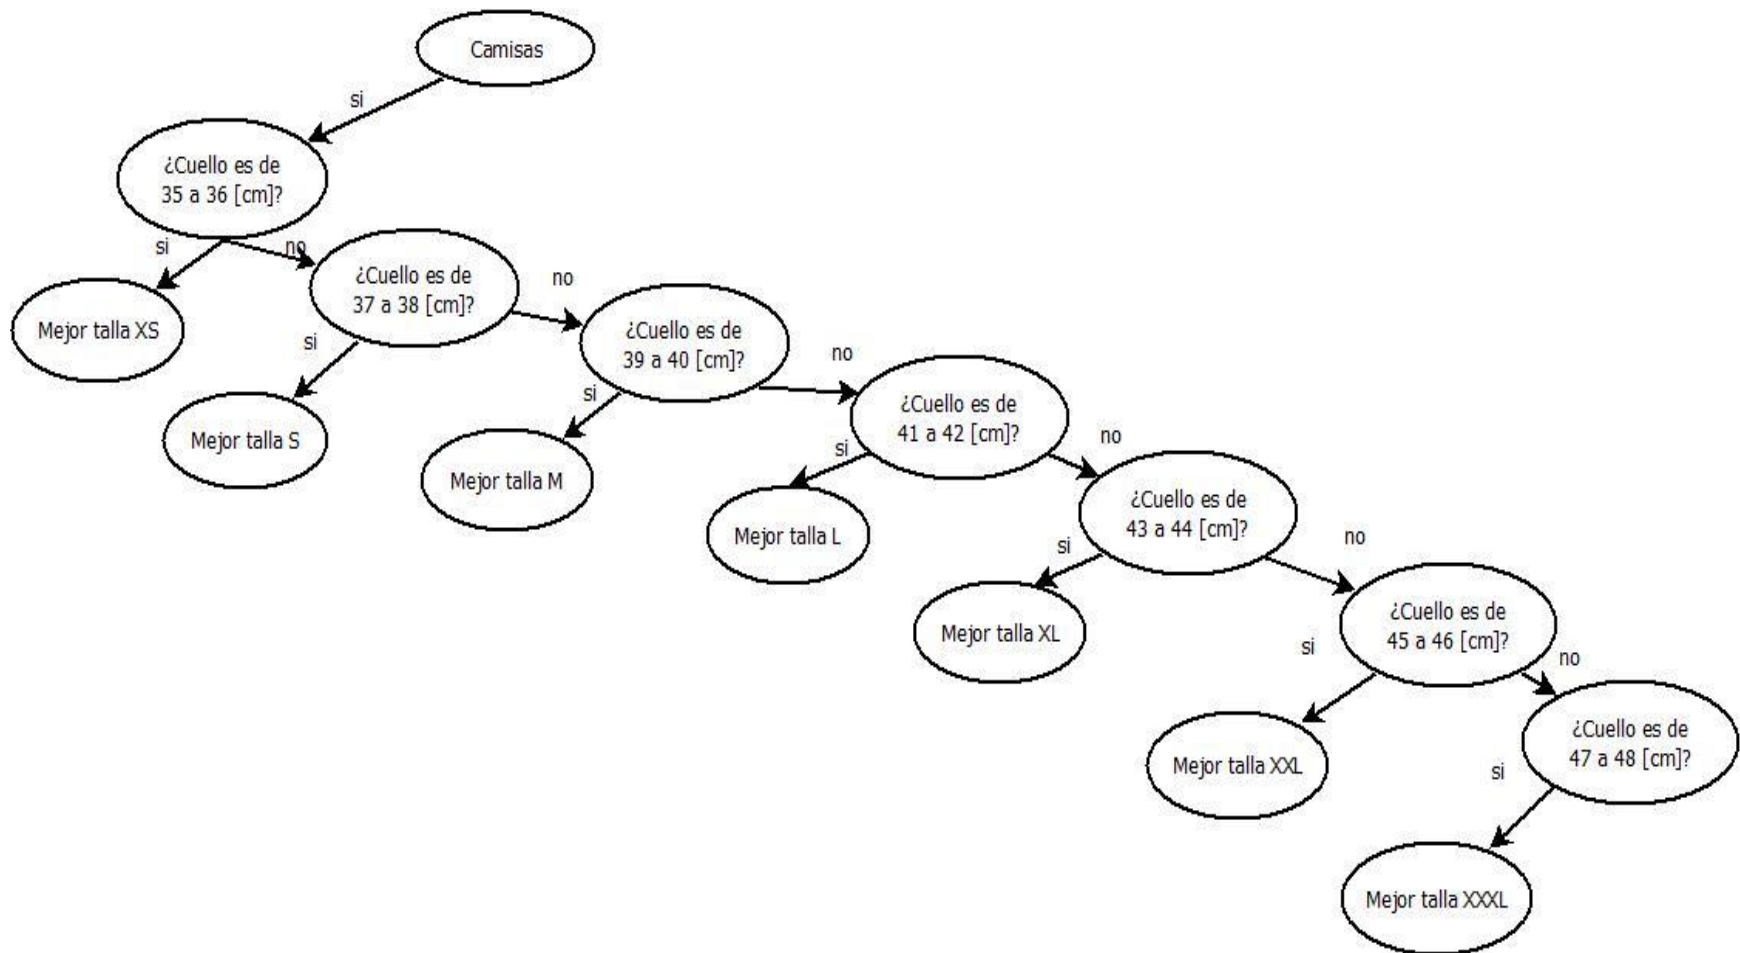 Camisas
si
¿Cuello es de
35 a 36 [cm]?
si
no
¿Cuello es de
37 a 38 [cm]?
no
Mejor talla XS
si
¿Cuello es de
39 a 40 [cm]?
no
Mejor talla S
si
¿Cuello es de
41 a 42 [cm]?
no
Mejor talla M
si
¿Cuello es de
43 a 44 [cm]?
no
Mejor talla L
si
¿Cuello es de
45 a 46 [cm]?
no
Mejor talla XL
si
¿Cuello es de
47 a 48 [cm]?
Mejor talla XXL
si
Mejor talla XXXL